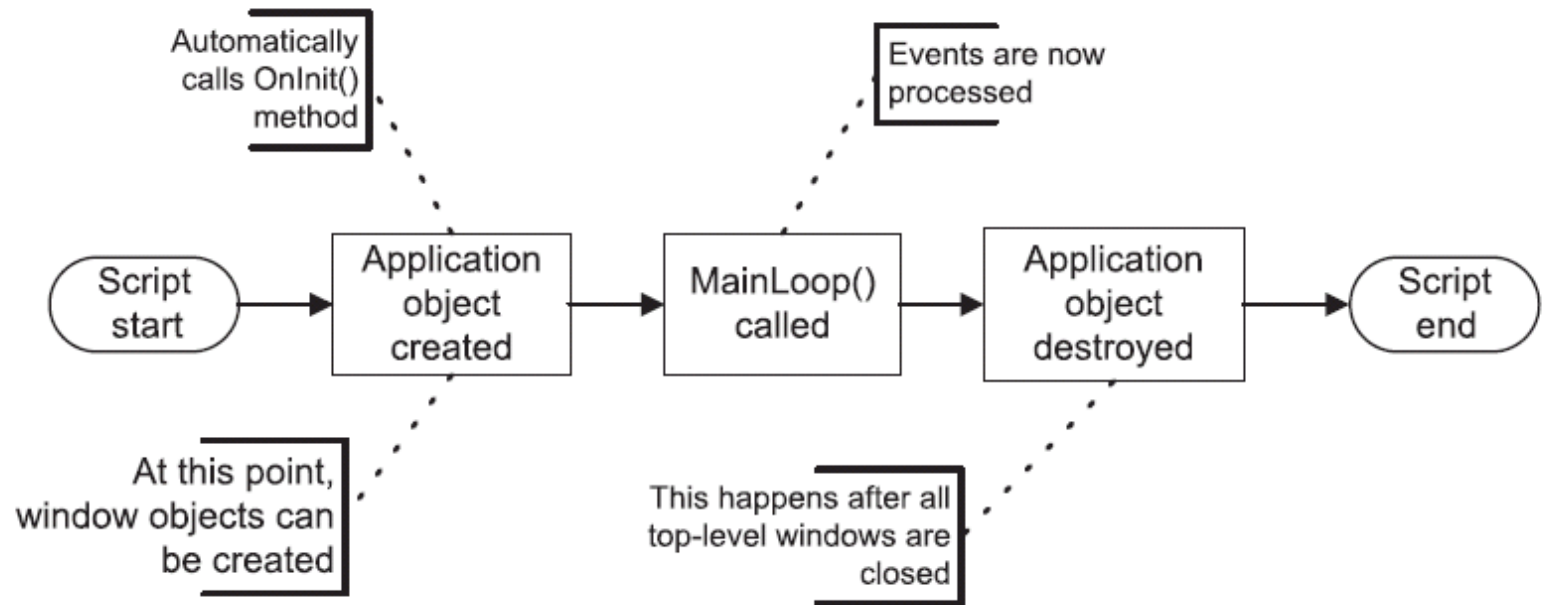 Automatically
calls OnInit()
method
Events are now
processed
Script
start
Application
object
created
MainLoop()
called
Application
object
destroyed
Script
end
At this point,
window objects can
be created
This happens after all
top-level windows are
closed